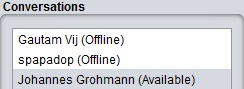 Conversations
Gautam Vij (Offline)
spapadop (Offline)
Johannes Grohmann (Available)